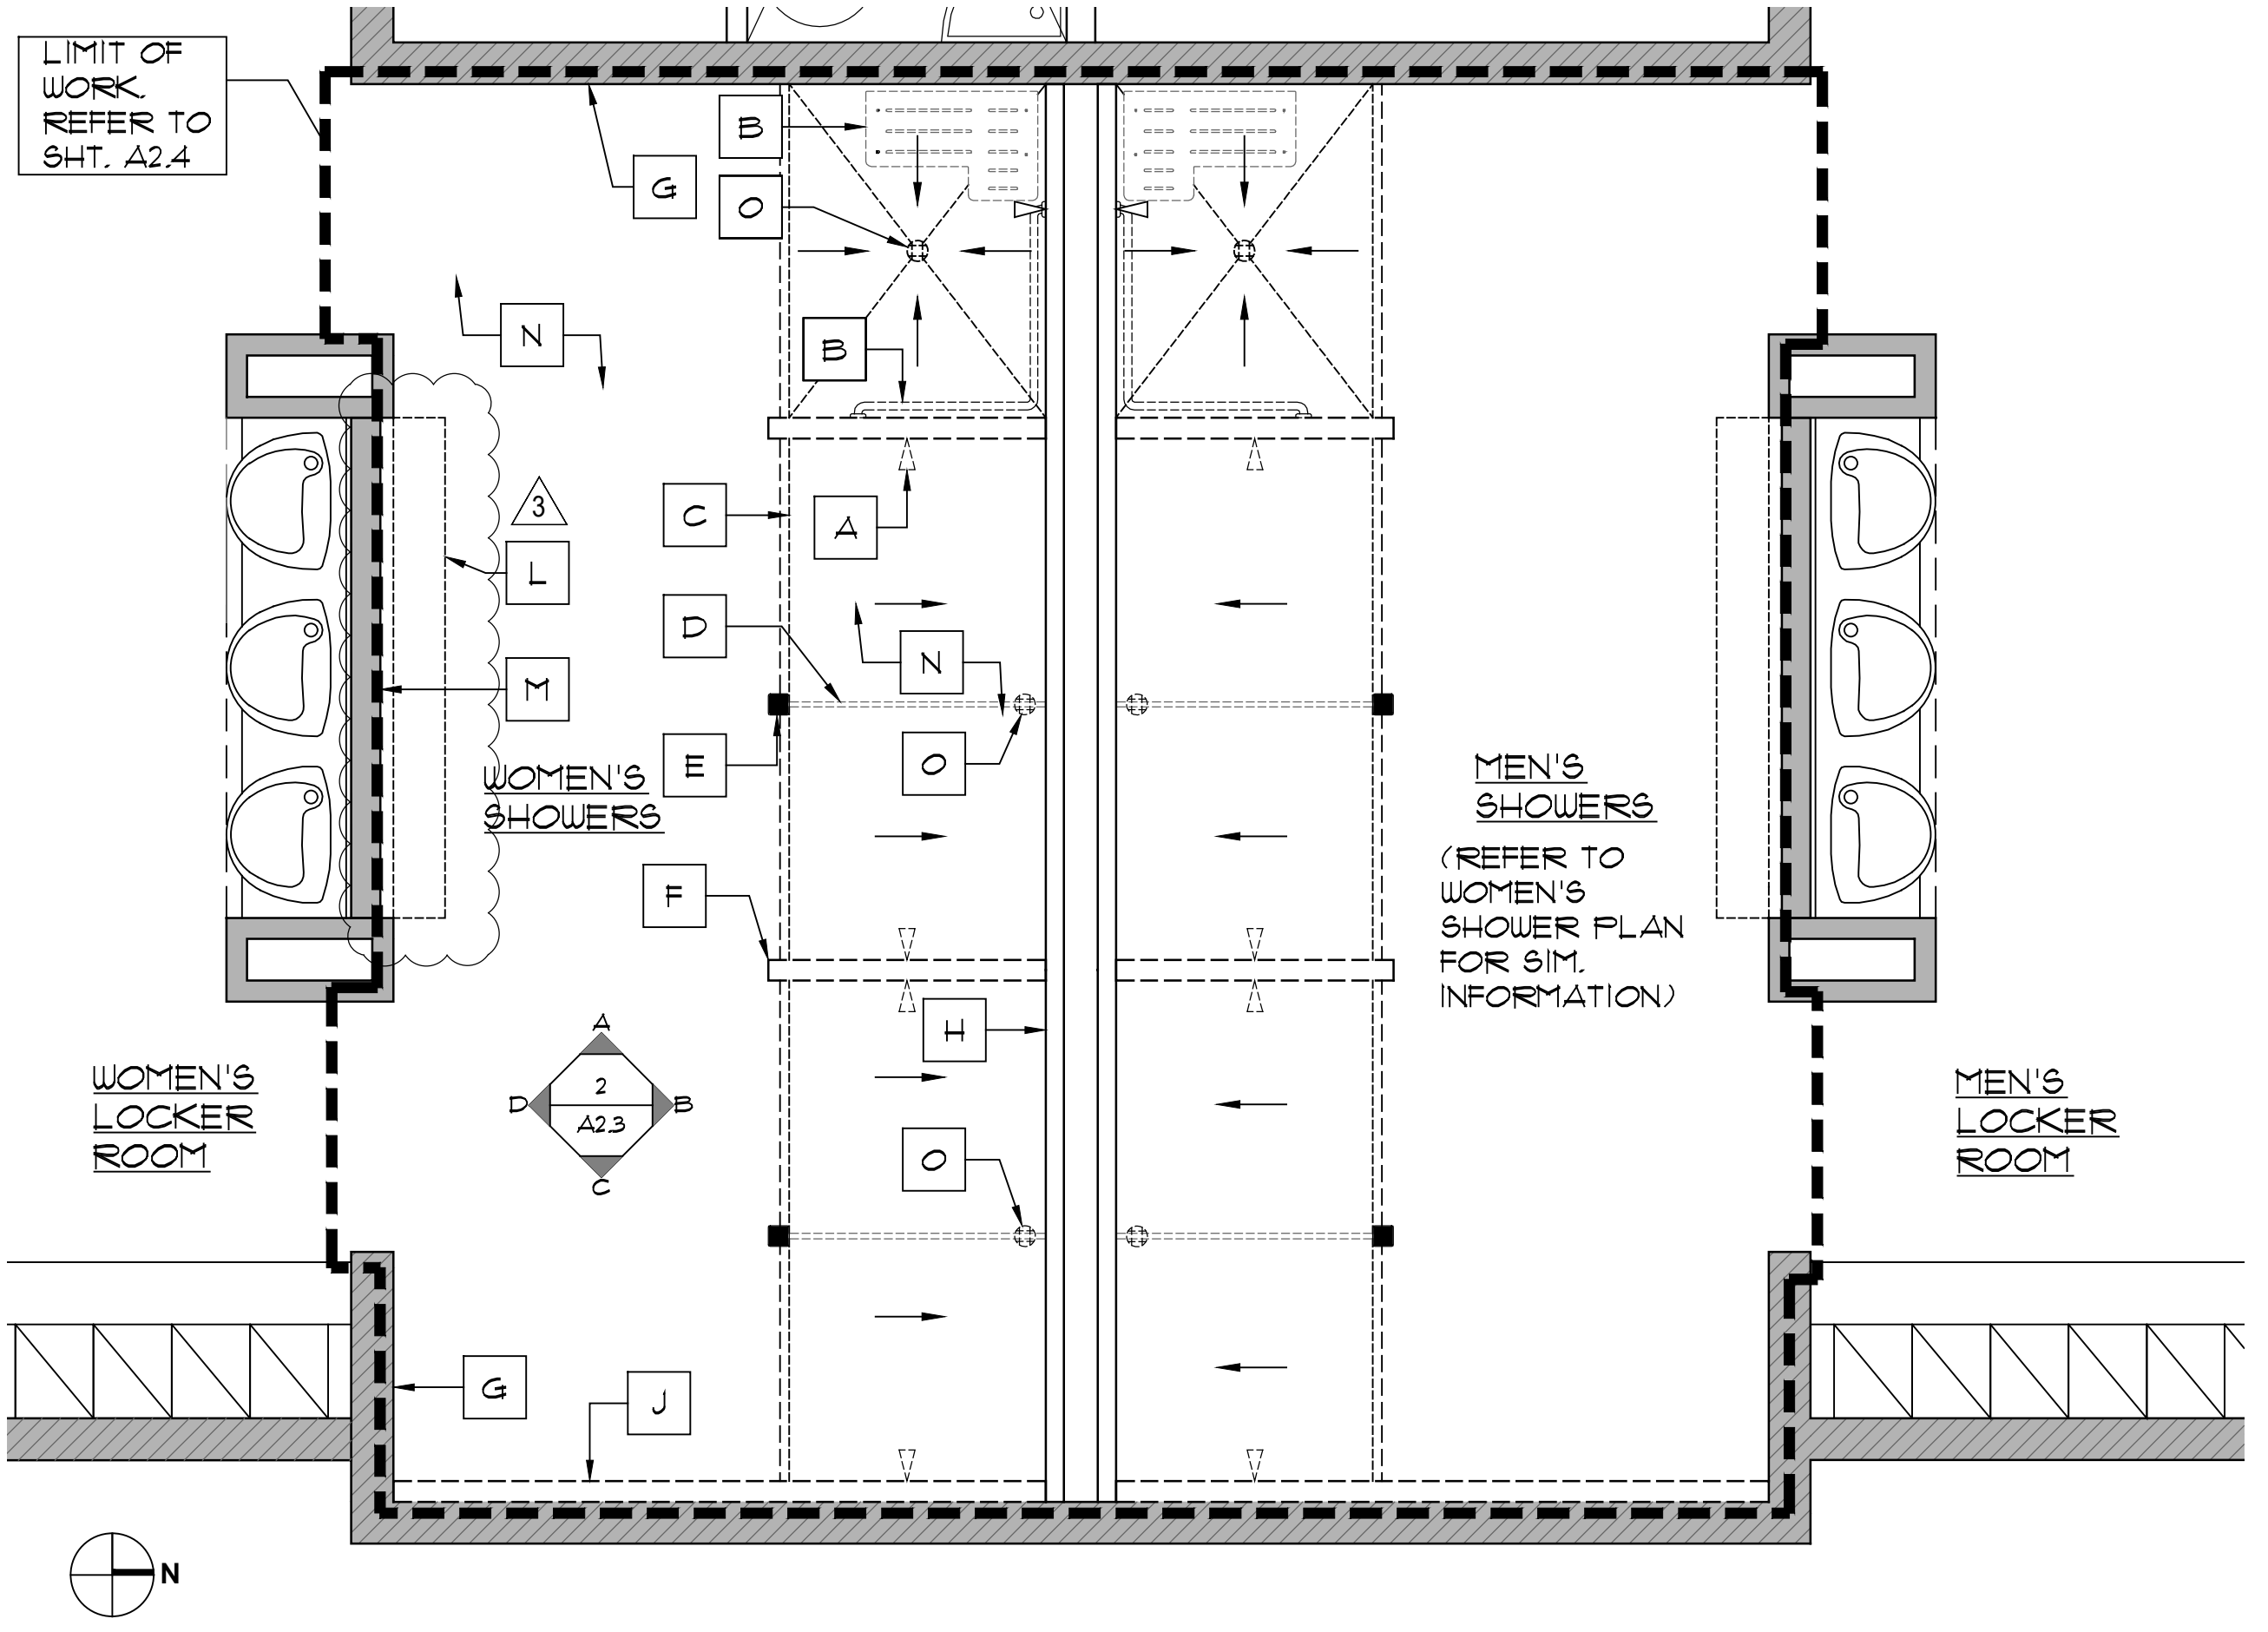 LIMIT OF
WORK.
REFER TO
SHT. A2.4
B
G
O
N
B
C
A
3
L
D
N
M
E
O
WOMEN'S
SHOWERS
MEN'S
SHOWERS
(REFER TO
WOMEN'S
SHOWER PLAN
FOR SIM.
INFORMATION)
F
H
A
D
2
B
A2.3
C
WOMEN'S
LOCKER
ROOM
MEN'S
LOCKER
ROOM
O
G
J
N